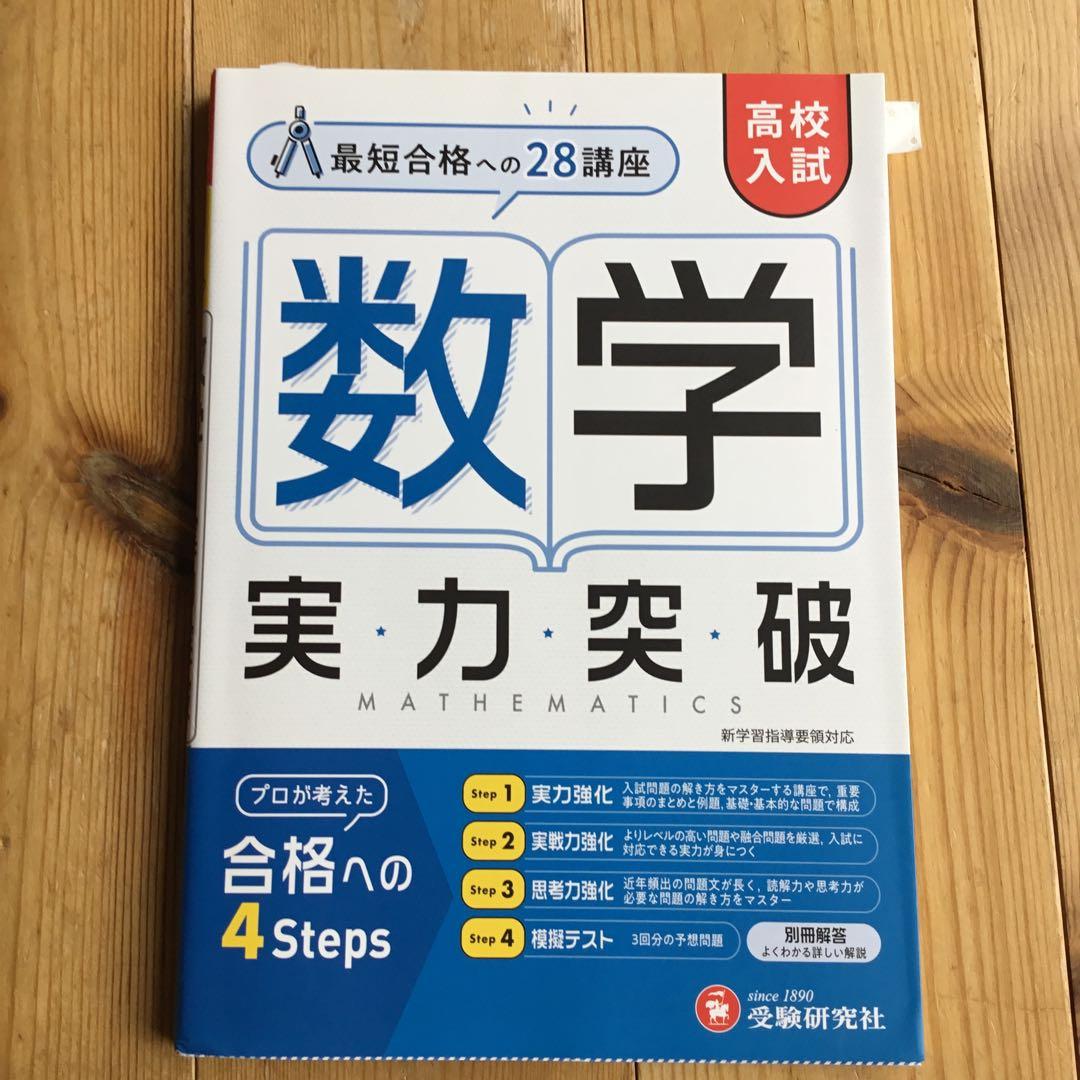 高校
入試
最短合格への28講座
数学
実・力・突・破
MATHEMATICS
新学習指導要領対応
プロが考えた
合格への
4 Steps
Step 1 実力強化 入試問題の解き方をマスターする講座で, 重要
事項のまとめと例題, 基礎・基本的な問題で構成
Step 2 実戦力強化 よりレベルの高い問題や融合問題を厳選, 入試に
対応できる実力が身につく
Step 3 思考力強化 近年頻出の問題文が長く, 読解力や思考力が
必要な問題の解き方をマスター
Step 4 模擬テスト 3回分の予想問題
別冊解答
よくわかる詳しい解説
since 1890
受験研究社